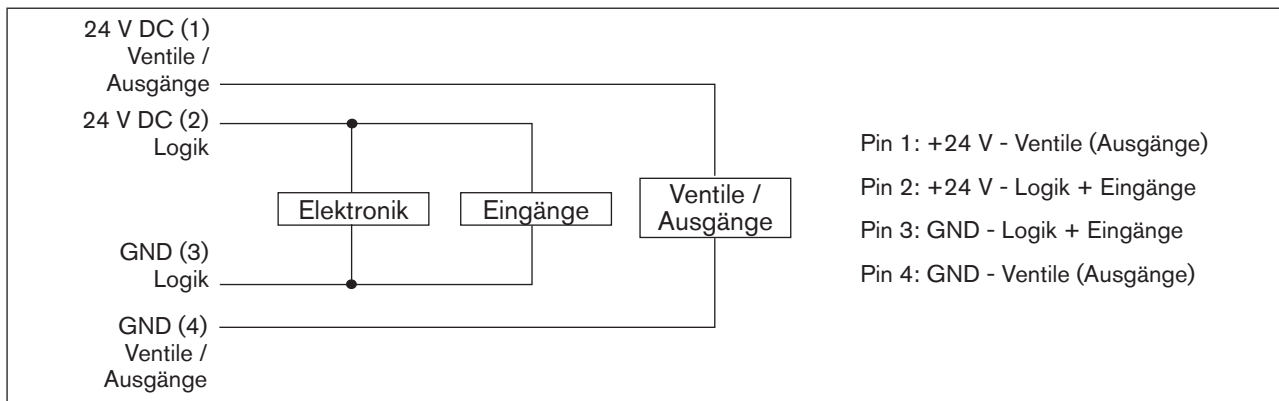 24 V DC (1)
Ventile /
Ausgänge
24 V DC (2)
Logik
Elektronik
Eingänge
Ventile /
Ausgänge
GND (3)
Logik
GND (4)
Ventile /
Ausgänge
Pin 1: +24 V - Ventile (Ausgänge)
Pin 2: +24 V - Logik + Eingänge
Pin 3: GND - Logik + Eingänge
Pin 4: GND - Ventile (Ausgänge)